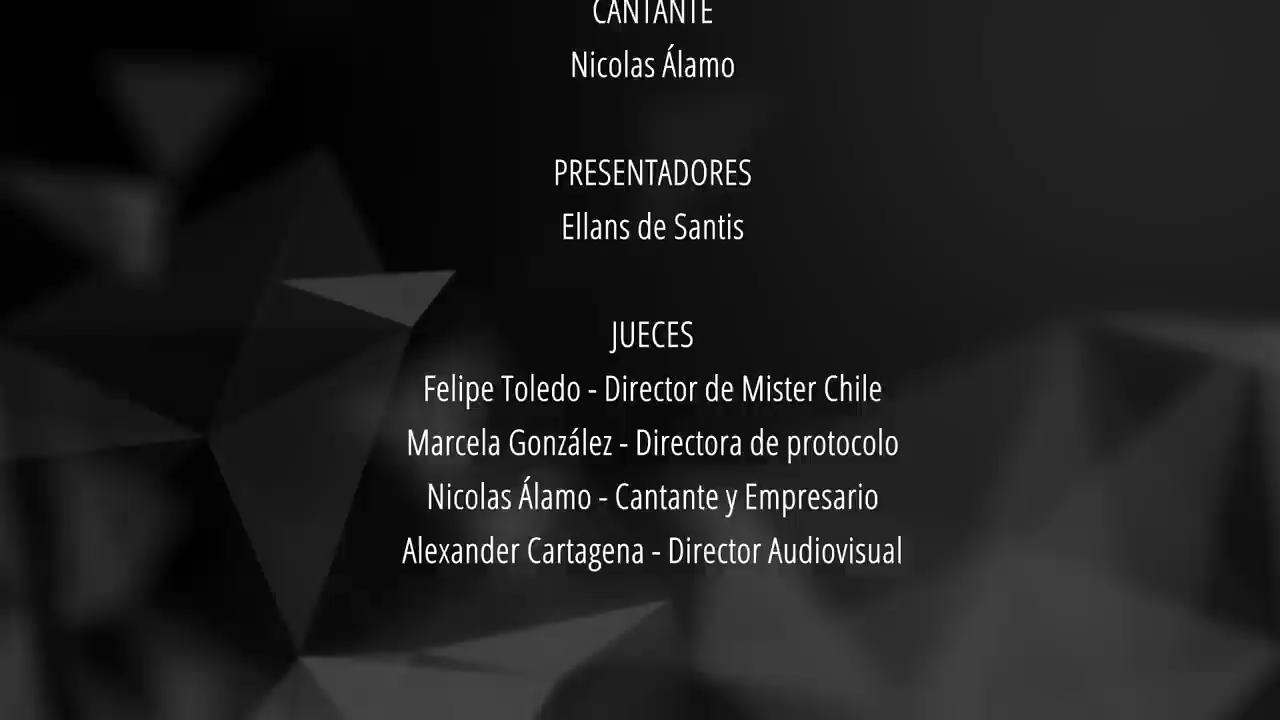 CANTANTE
Nicolas Álamo
PRESENTADORES
Ellans de Santis
JUECES
Felipe Toledo - Director de Mister Chile
Marcela González - Directora de protocolo
Nicolas Álamo - Cantante y Empresario
Alexander Cartagena - Director Audiovisual